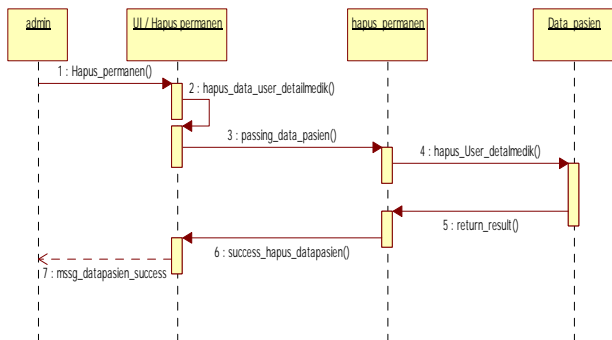 admin
UI / Hapus permanen
hapus_permanen
Data_pasien
1 : Hapus_permanen()
2 : hapus_data_user_detailmedik()
3 : passing_data_pasien()
4 : hapus_User_detalmedik()
5 : return_result()
6 : success_hapus_datapasien()
7 : mssg_datapasien_success